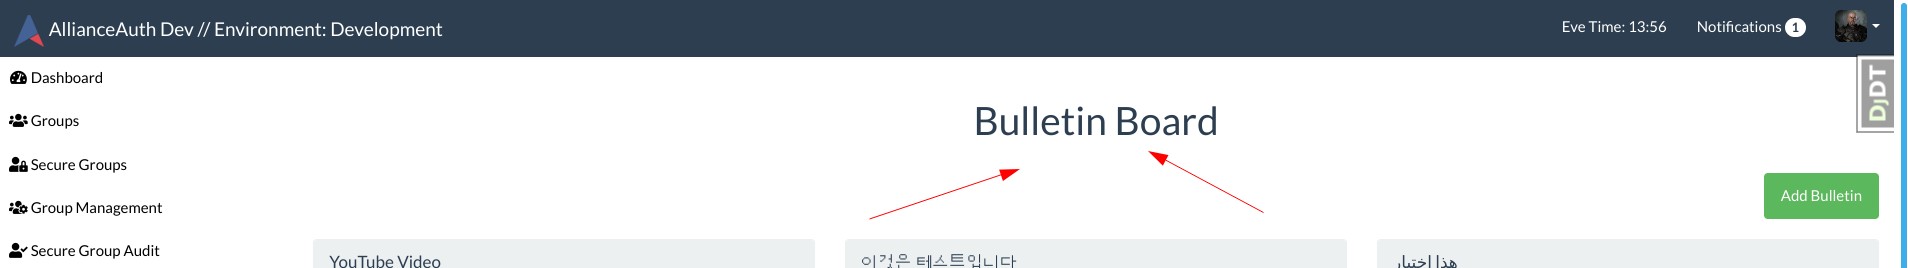 AllianceAuth Dev // Environment: Development
Eve Time: 13:56
Notifications 1
Dashboard
Groups
Secure Groups
Group Management
Secure Group Audit
Bulletin Board
DjDT
Add Bulletin
YouTube Video
이것은 테스트입니다
هذا إختبار